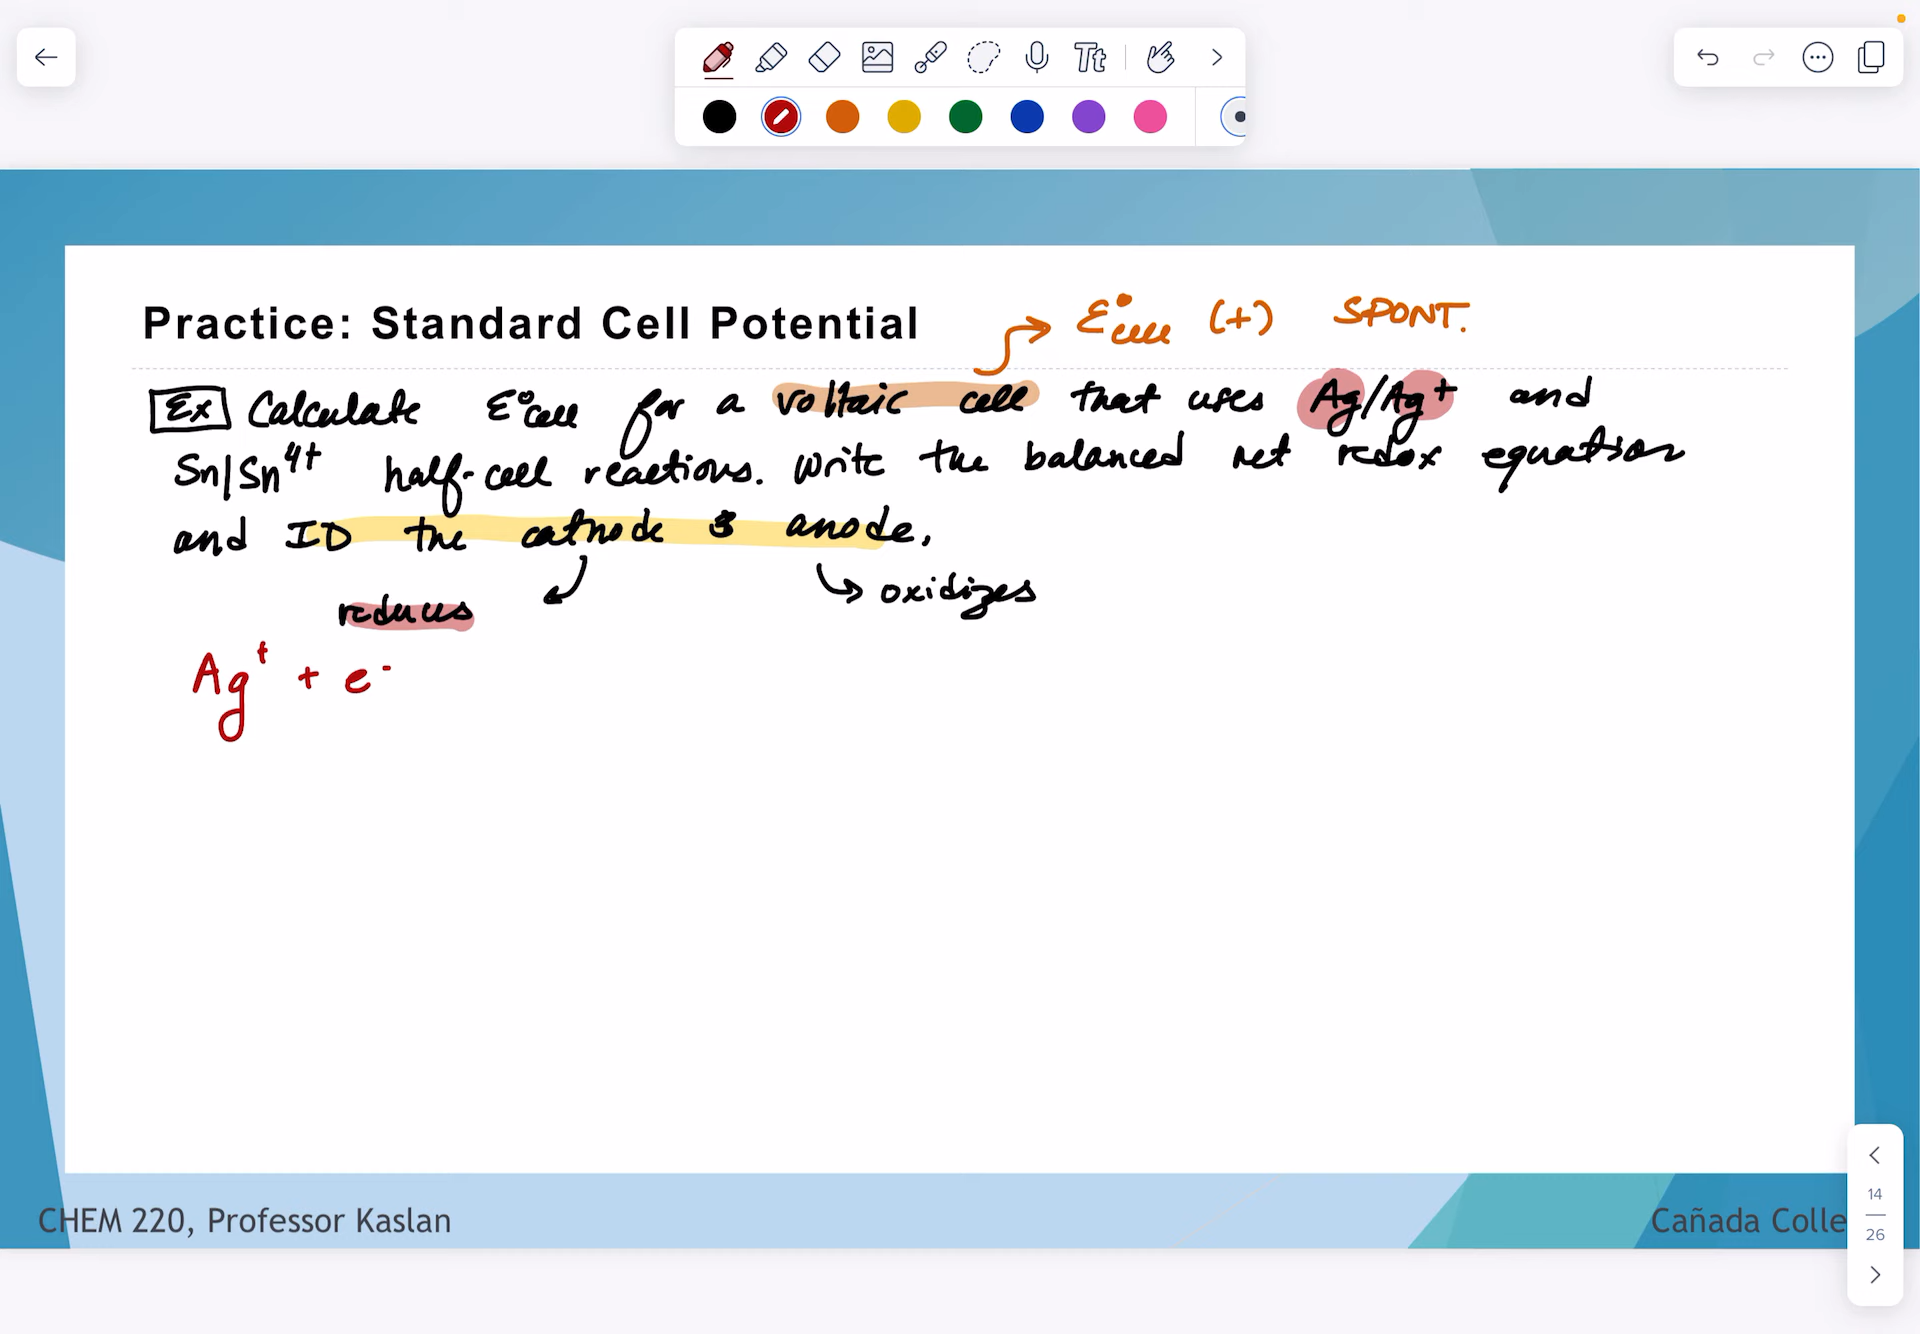 Tt
Practice: Standard Cell Potential
ε°cell (+) SPONT.
Ex Calculate ε°cell for a voltaic cell that uses Ag/Ag+ and
Sn/Sn4+ half-cell reactions. Write the balanced net redox equation
and ID the cathode & anode.
reduces
oxidizes
Ag+ + e-
CHEM 220, Professor Kaslan
Cañada Colle
14
26